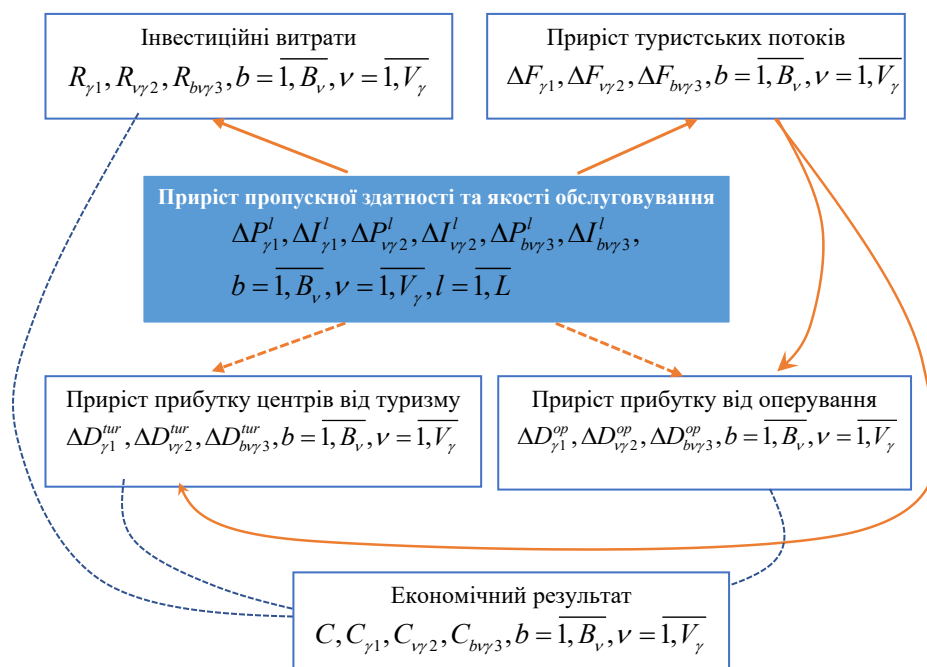 Інвестиційні витрати
R_{γ1}, R_{νγ2}, R_{bνγ3}, b = \overline{1, B_ν}, ν = \overline{1, V_γ}
Приріст туристських потоків
ΔF_{γ1}, ΔF_{νγ2}, ΔF_{bνγ3}, b = \overline{1, B_ν}, ν = \overline{1, V_γ}
Приріст пропускної здатності та якості обслуговування
ΔP^l_{γ1}, ΔI^l_{γ1}, ΔP^l_{νγ2}, ΔI^l_{νγ2}, ΔP^l_{bνγ3}, ΔI^l_{bνγ3},
b = \overline{1, B_ν}, ν = \overline{1, V_γ}, l = \overline{1, L}
Приріст прибутку центрів від туризму
ΔD^{tur}_{γ1}, ΔD^{tur}_{νγ2}, ΔD^{tur}_{bνγ3}, b = \overline{1, B_ν}, ν = \overline{1, V_γ}
Приріст прибутку від оперування
ΔD^{op}_{γ1}, ΔD^{op}_{νγ2}, ΔD^{op}_{bνγ3}, b = \overline{1, B_ν}, ν = \overline{1, V_γ}
Економічний результат
C, C_{γ1}, C_{νγ2}, C_{bνγ3}, b = \overline{1, B_ν}, ν = \overline{1, V_γ}